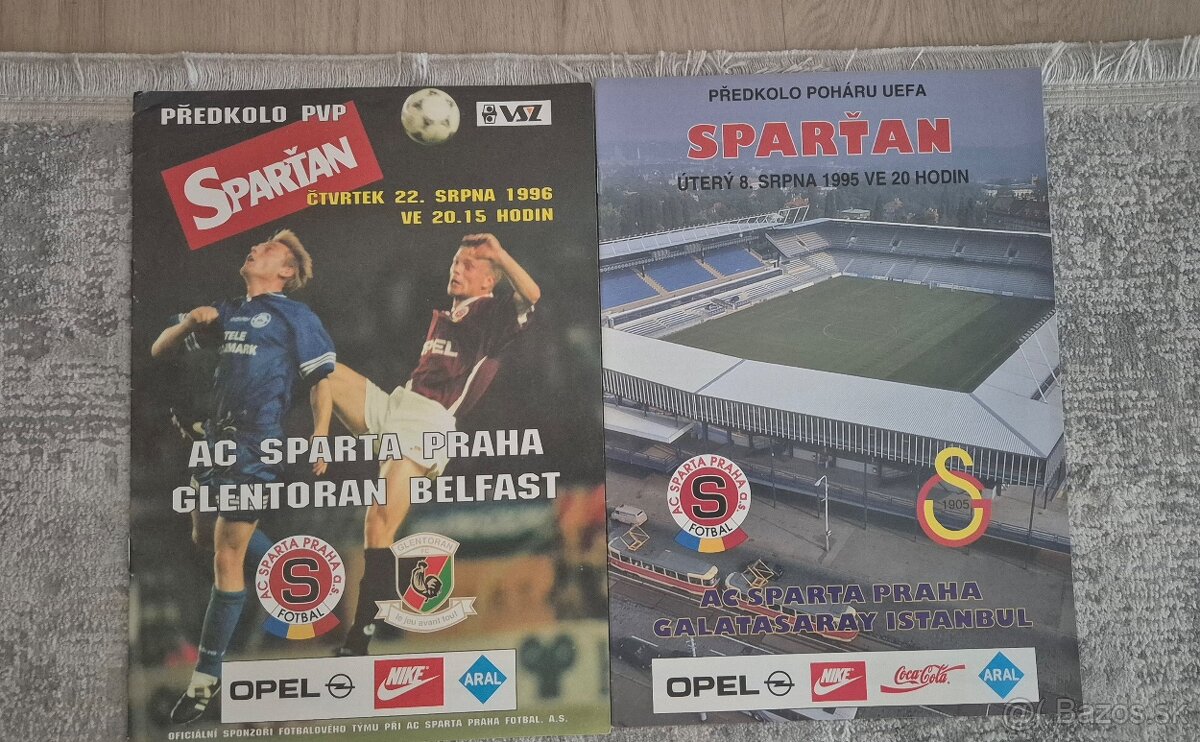 PŘEDKOLO PVP
VSŽ
SPARŤAN
ČTVRTEK 22. SRPNA 1996
VE 20.15 HODIN
TELE
OPEL
AC SPARTA PRAHA
GLENTORAN BELFAST
AC SPARTA PRAHA a.s.
S
FOTBAL
GLENTORAN
FC
le jeu avant tout
OPEL
NIKE
ARAL
OFICIÁLNÍ SPONZOŘI FOTBALOVÉHO TÝMU PŘI AC SPARTA PRAHA FOTBAL, A.S.
PŘEDKOLO POHÁRU UEFA
SPARŤAN
ÚTERÝ 8. SRPNA 1995 VE 20 HODIN
AC SPARTA PRAHA a.s.
S
FOTBAL
1905
AC SPARTA PRAHA
GALATASARAY ISTANBUL
OPEL
NIKE
Coca-Cola
ARAL
@ Bazos.sk